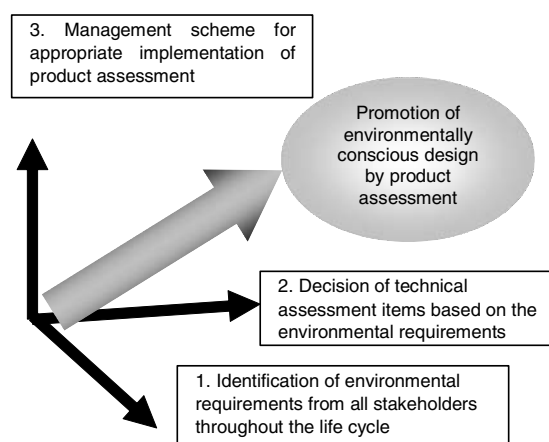 3. Management scheme for
appropriate implementation of
product assessment
Promotion of
environmentally
conscious design
by product
assessment
2. Decision of technical
assessment items based on the
environmental requirements
1. Identification of environmental
requirements from all stakeholders
throughout the life cycle